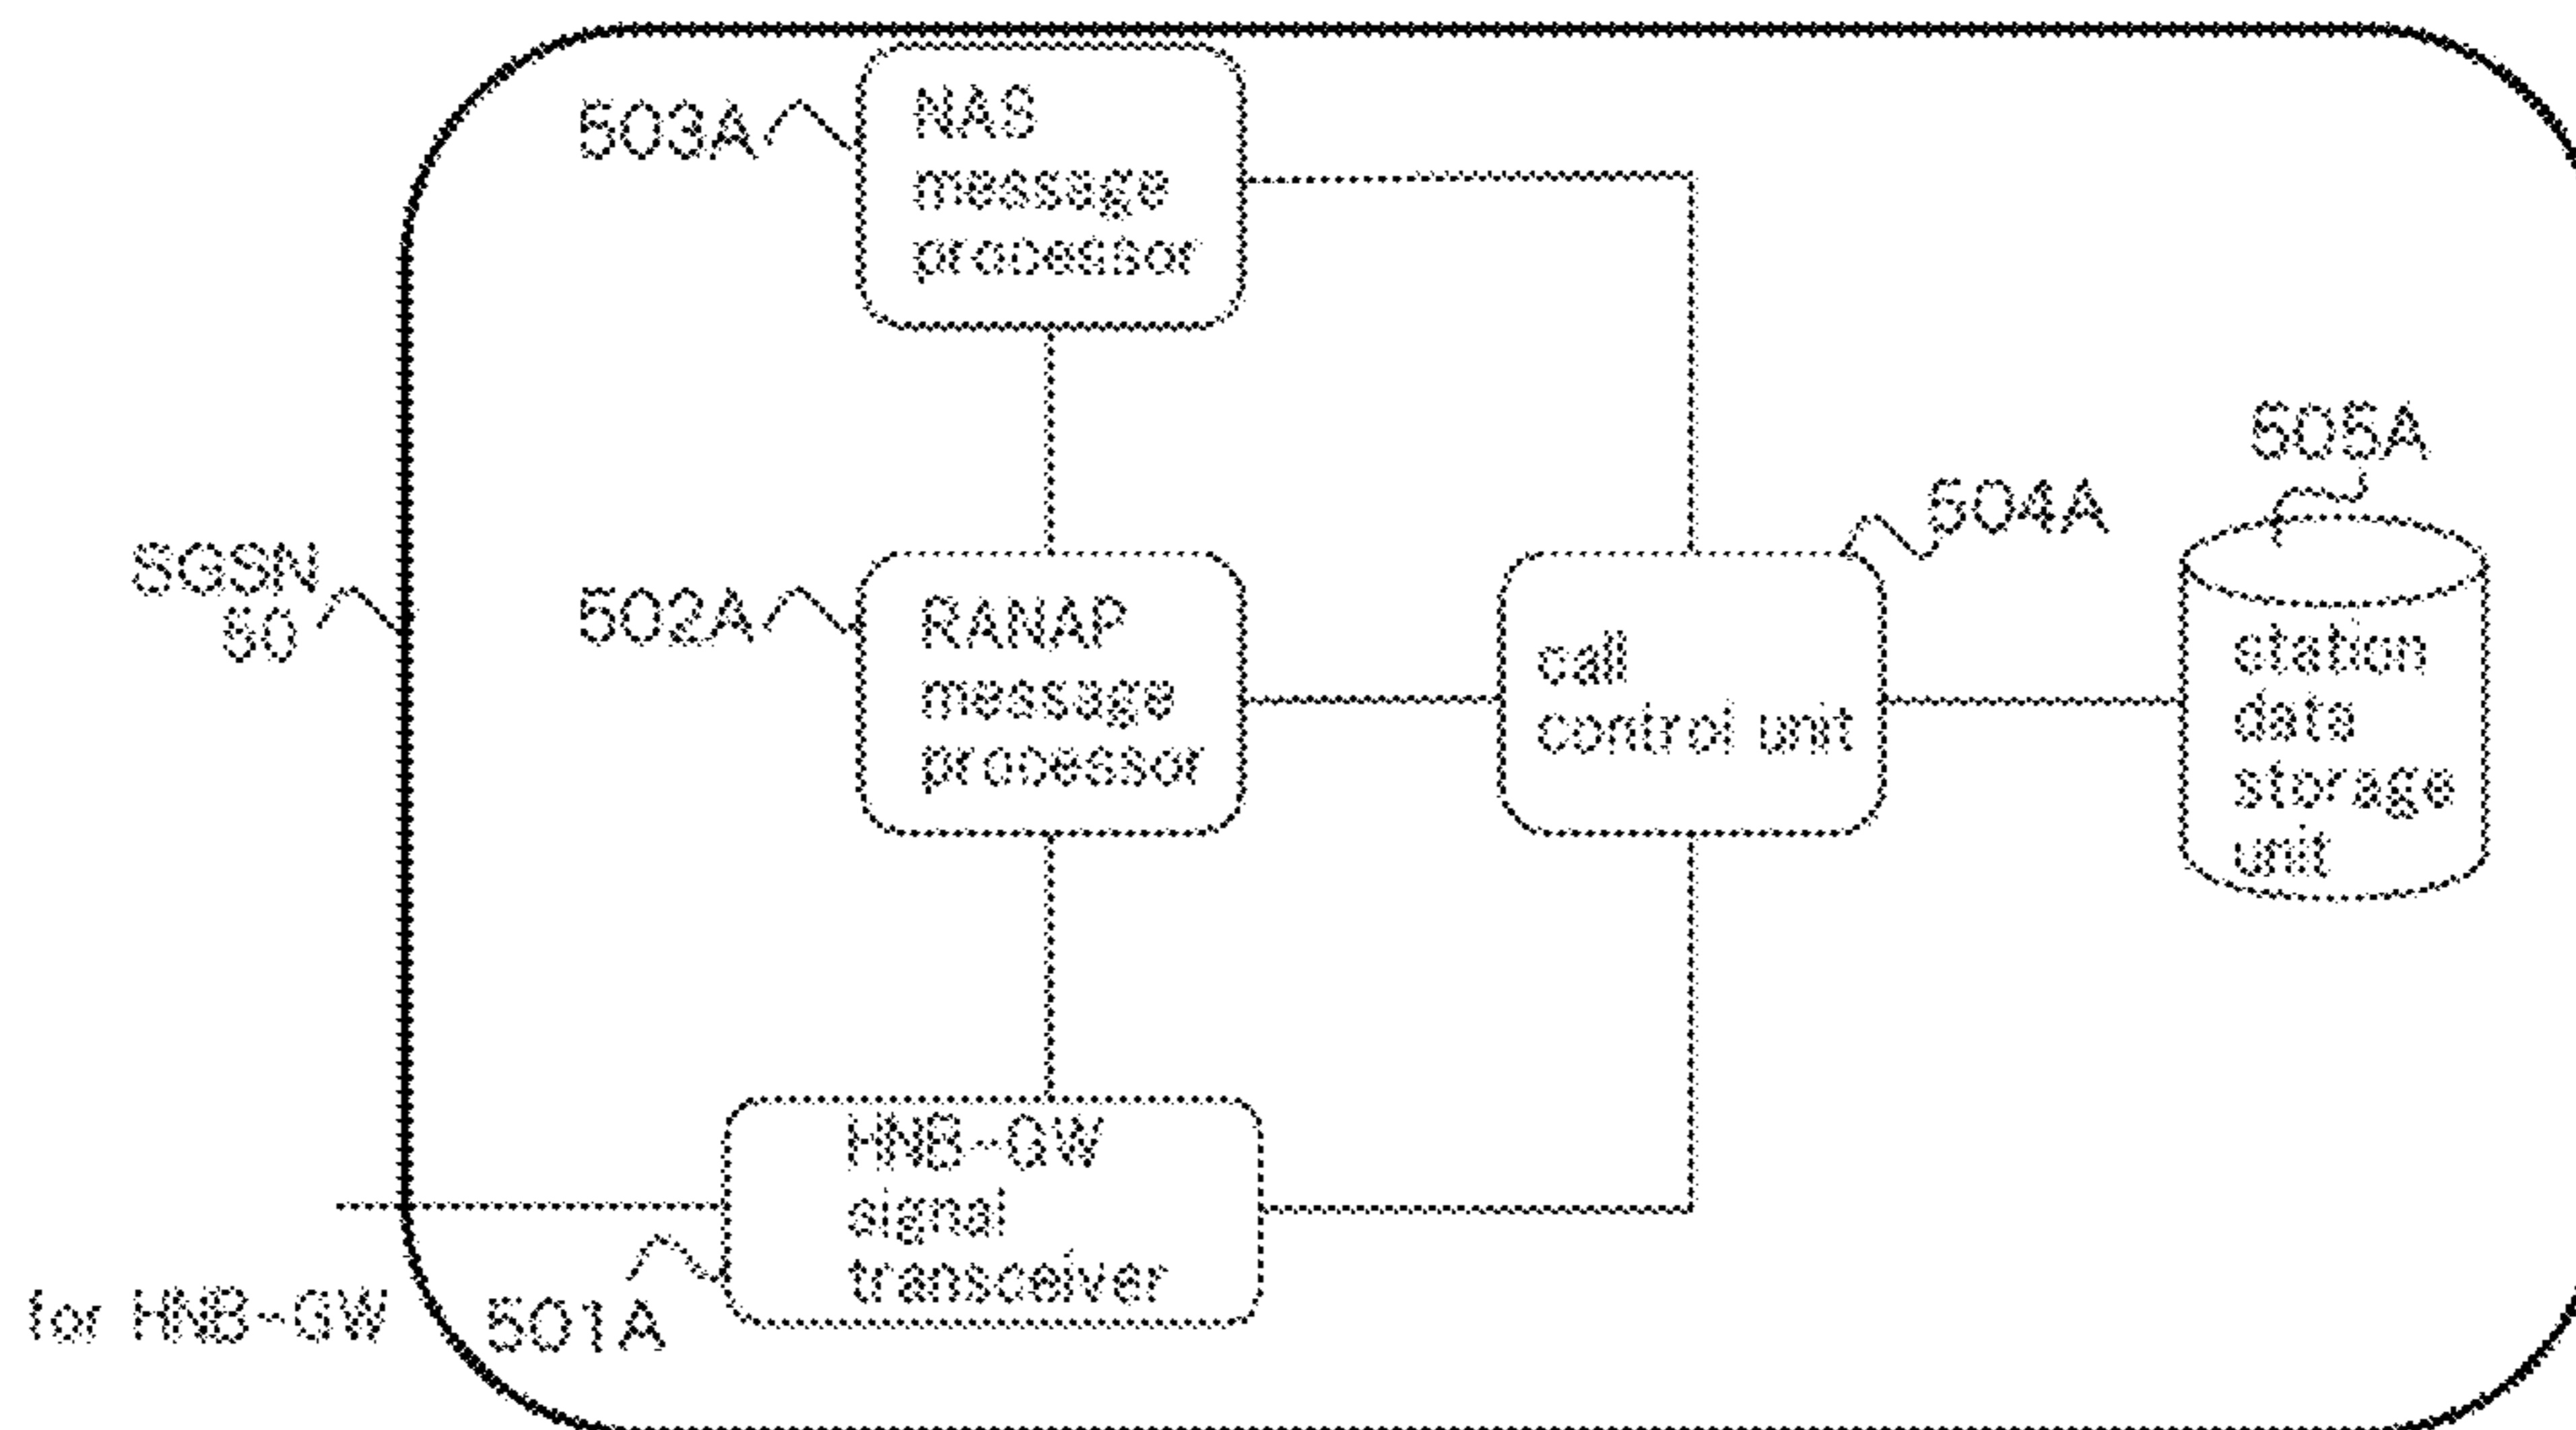 503A
NAS
message
processor
505A
504A
SGSN
50
502A
RANAP
message
processor
call
control unit
station
data
storage
unit
HNB-GW
signal
transceiver
for HNB-GW
501A